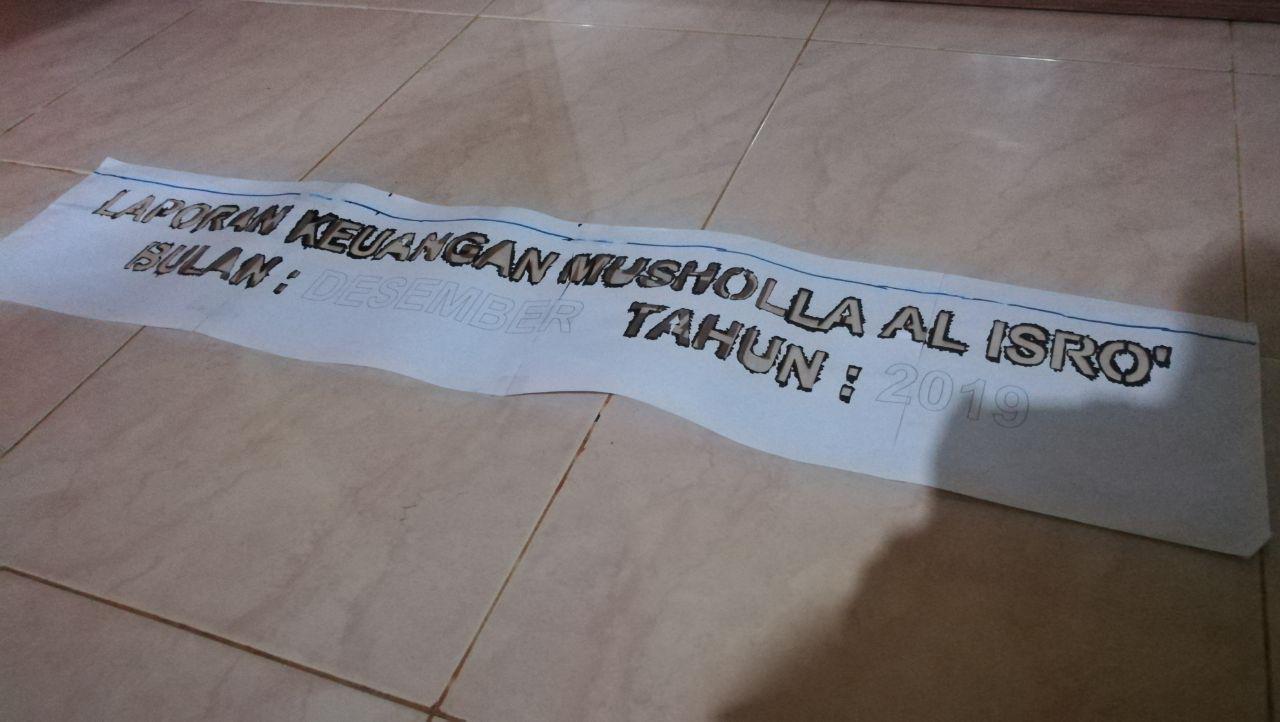 LAPORAN KEUANGAN MUSHOLLA AL ISRO'
BULAN : DESEMBER TAHUN : 2019